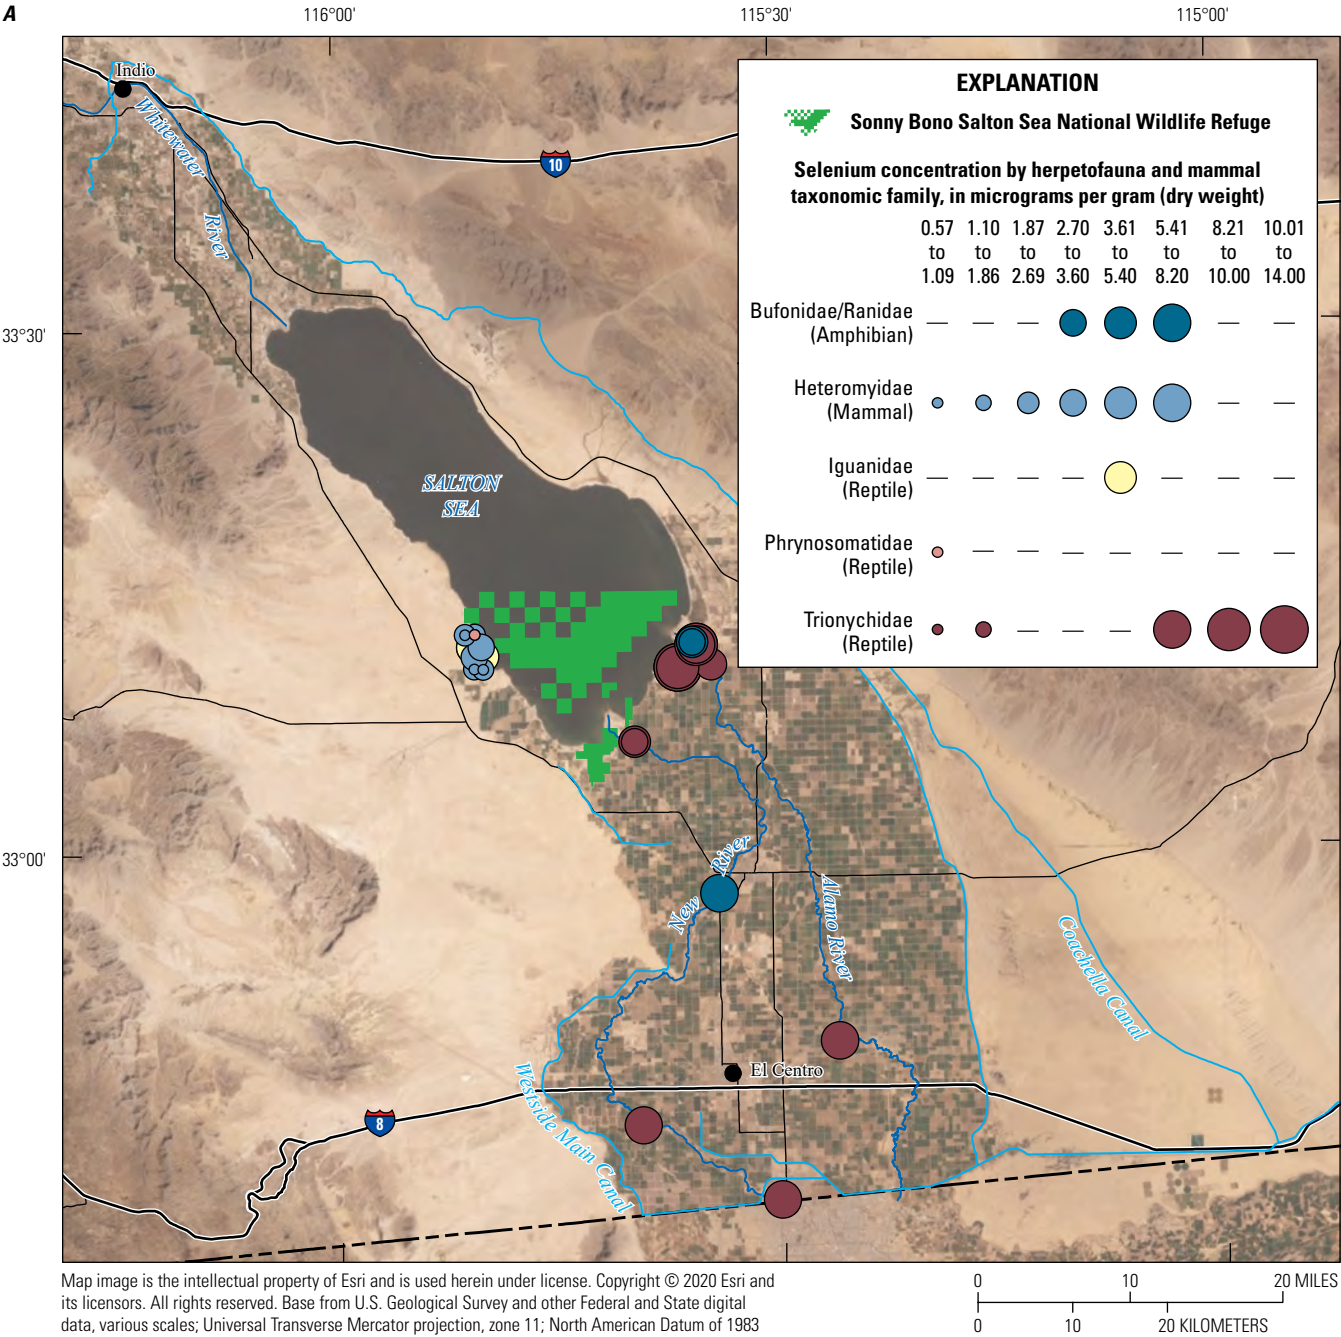 A
116°00'
115°30'
115°00'
33°30'
33°00'
Indio
Whitewater
River
10
SALTON
SEA
New
River
Alamo River
Coachella Canal
El Centro
Westside Main Canal
8
EXPLANATION
Sonny Bono Salton Sea National Wildlife Refuge
Selenium concentration by herpetofauna and mammal
taxonomic family, in micrograms per gram (dry weight)
0.57 1.10 1.87 2.70 3.61 5.41 8.21 10.01
to to to to to to to to
1.09 1.86 2.69 3.60 5.40 8.20 10.00 14.00
Bufonidae/Ranidae
(Amphibian) — — — — —
Heteromyidae
(Mammal) — —
Iguanidae
(Reptile) — — — — — — —
Phrynosomatidae
(Reptile) — — — — — — —
Trionychidae
(Reptile) — — —
Map image is the intellectual property of Esri and is used herein under license. Copyright © 2020 Esri and
its licensors. All rights reserved. Base from U.S. Geological Survey and other Federal and State digital
data, various scales; Universal Transverse Mercator projection, zone 11; North American Datum of 1983
0 10 20 MILES
0 10 20 KILOMETERS